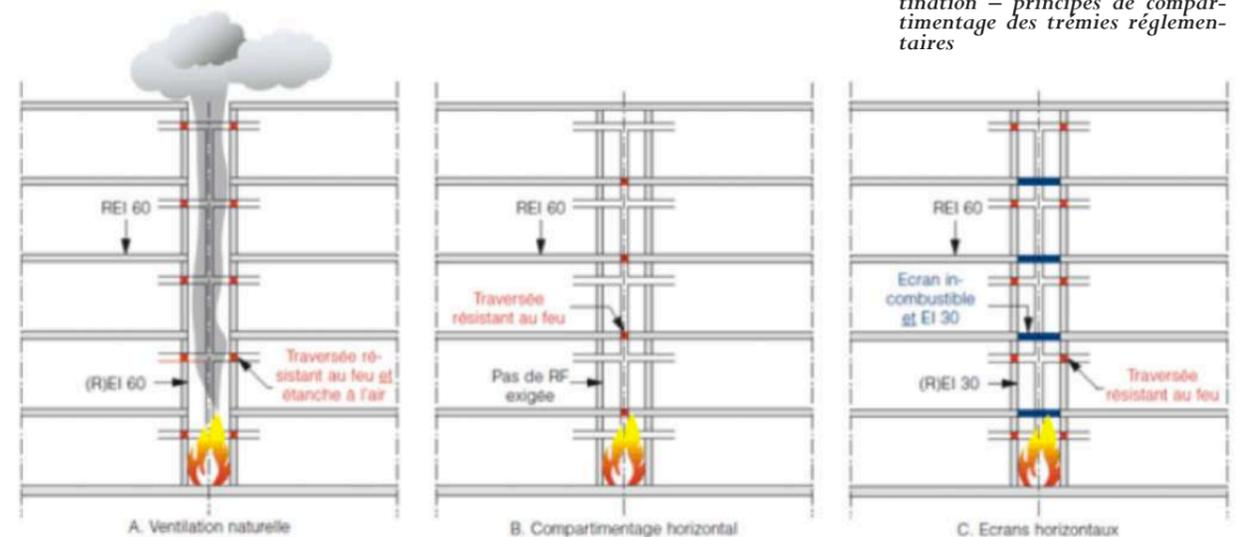 tination – principes de compar-
timentage des trémies réglemen-
taires
REI 60
(R)EI 60
Traversée ré-
sistant au feu et
étanche à l'air
A. Ventilation naturelle
REI 60
Traversée
résistant au feu
Pas de RF
exigée
B. Compartimentage horizontal
REI 60
Ecran in-
combustible
et EI 30
(R)EI 30
Traversée
résistant au feu
C. Ecrans horizontaux